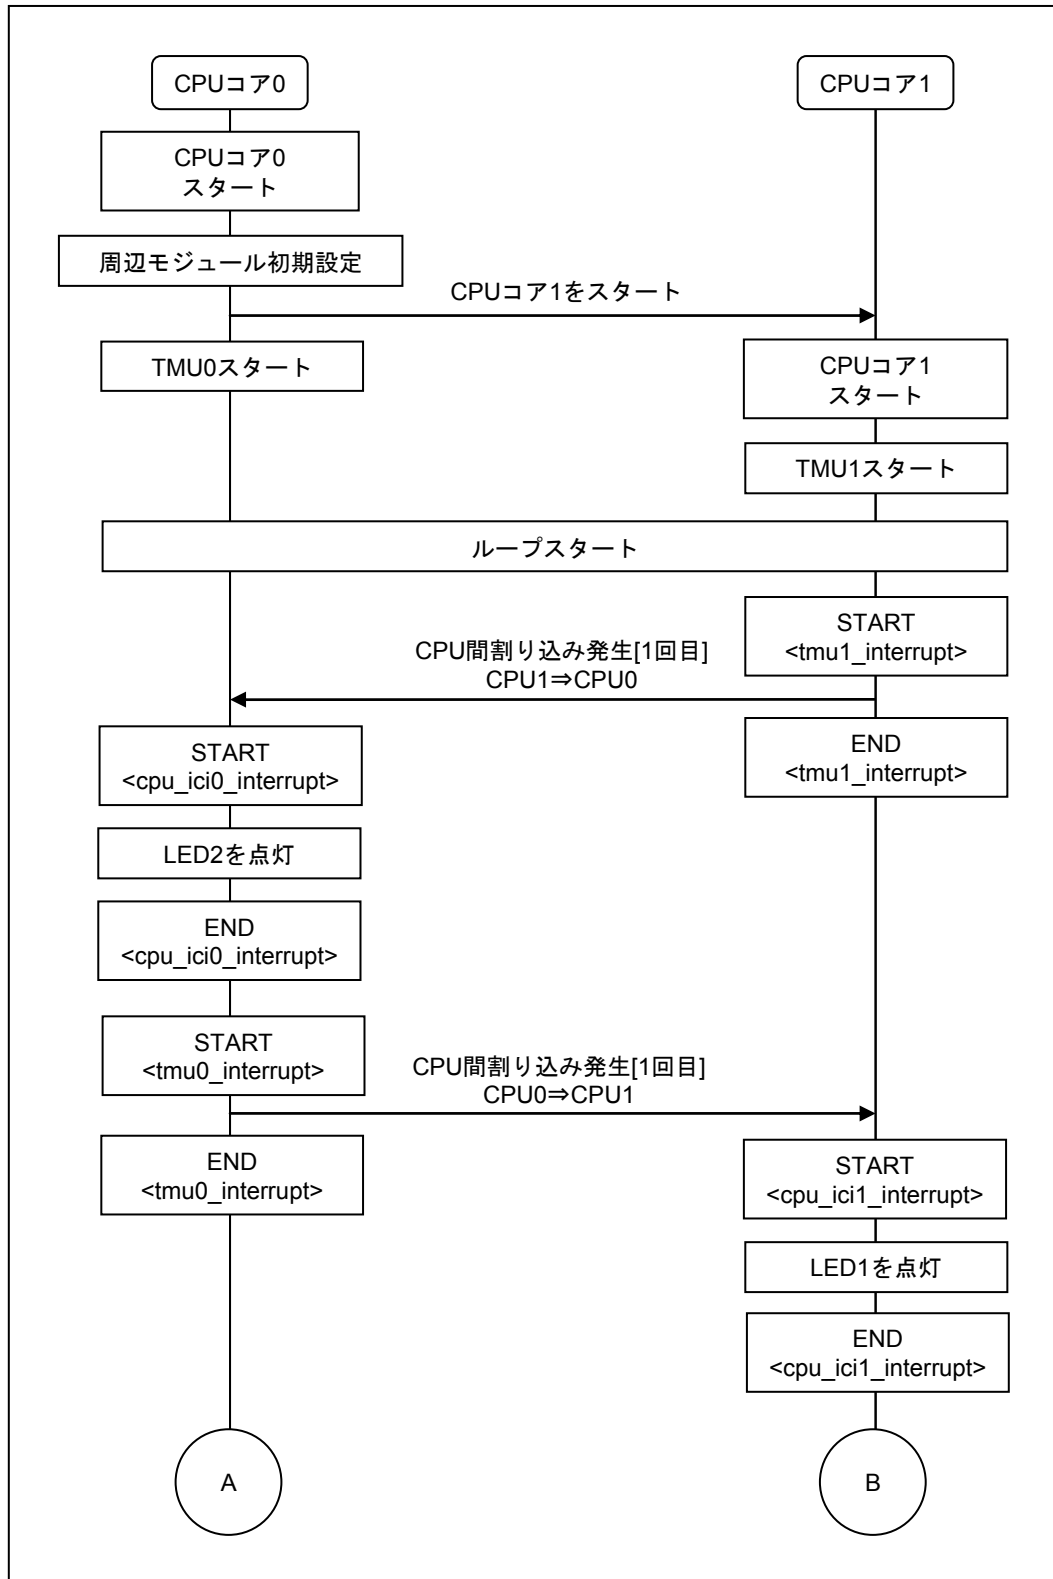 CPUコア0
CPUコア1
CPUコア0
スタート
周辺モジュール初期設定
CPUコア1をスタート
TMU0スタート
CPUコア1
スタート
TMU1スタート
ループスタート
START
<tmu1_interrupt>
CPU間割り込み発生[1回目]
CPU1⇒CPU0
START
<cpu_ici0_interrupt>
END
<tmu1_interrupt>
LED2を点灯
END
<cpu_ici0_interrupt>
START
<tmu0_interrupt>
CPU間割り込み発生[1回目]
CPU0⇒CPU1
END
<tmu0_interrupt>
START
<cpu_ici1_interrupt>
LED1を点灯
END
<cpu_ici1_interrupt>
A
B